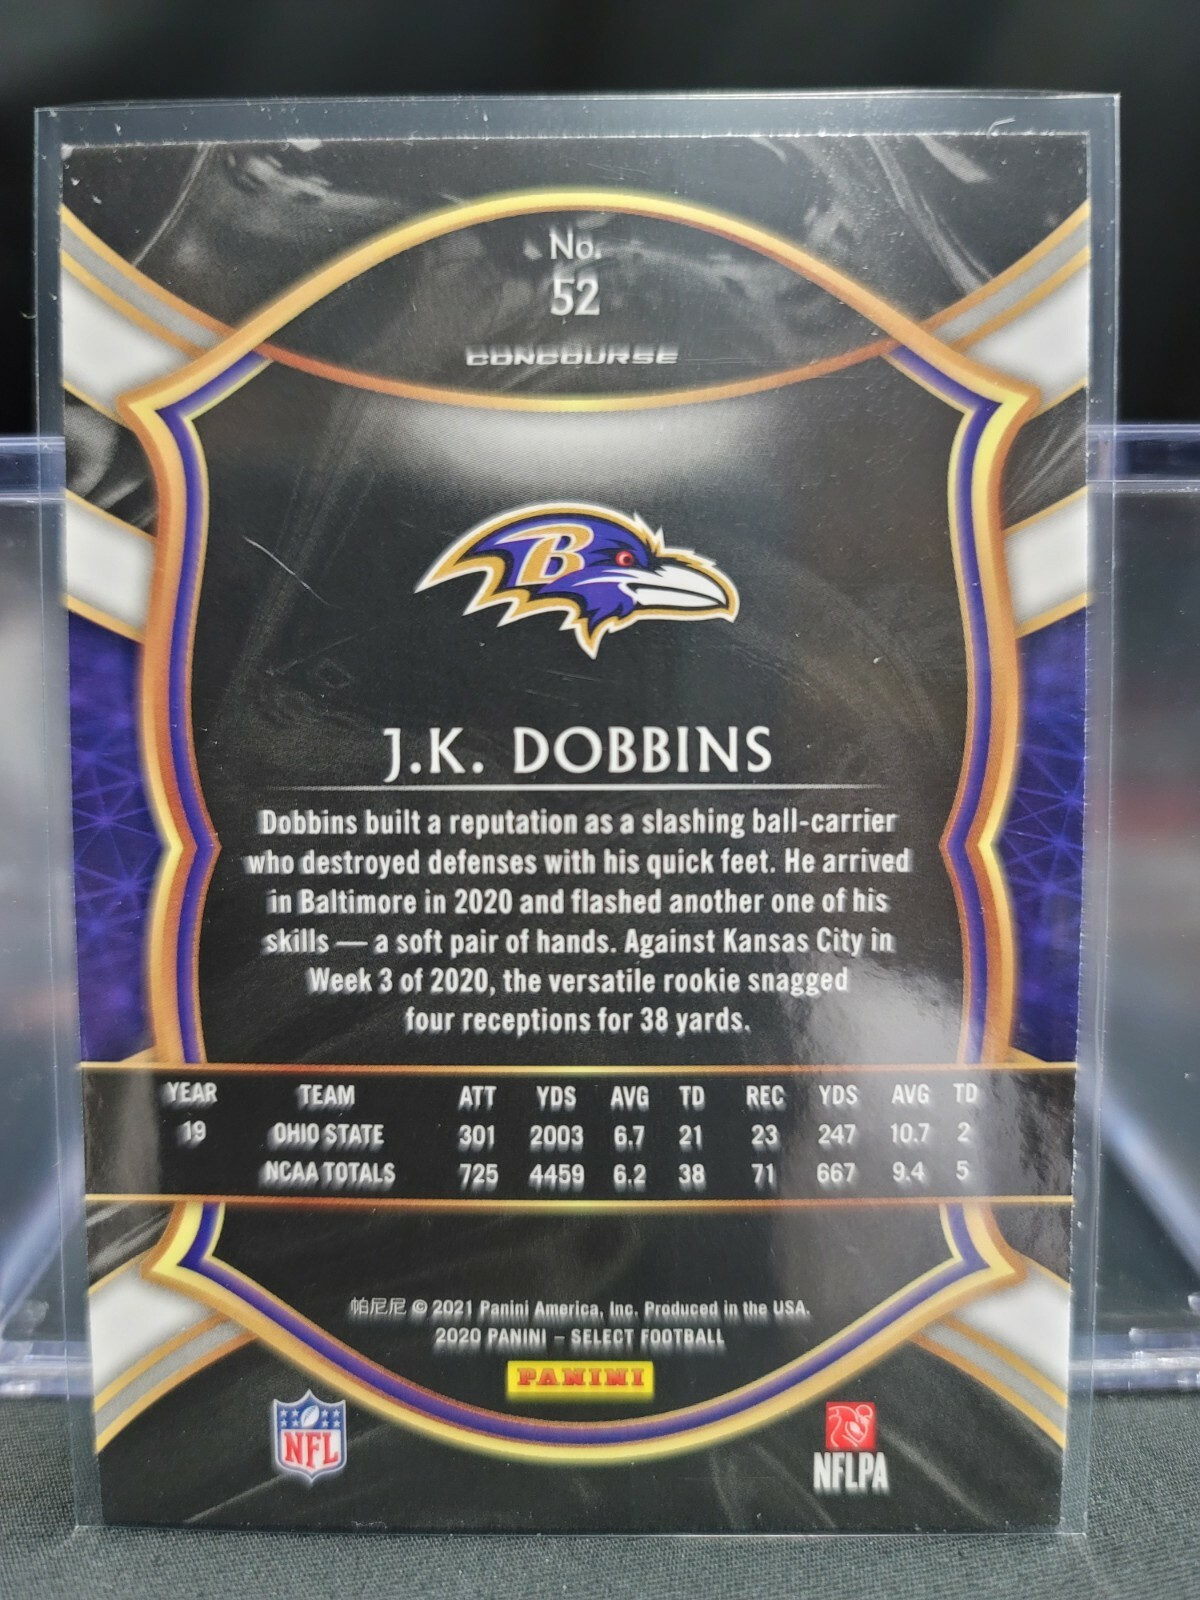 No.
52
CONCOURSE
B
J.K. DOBBINS
Dobbins built a reputation as a slashing ball-carrier
who destroyed defenses with his quick feet. He arrived
in Baltimore in 2020 and flashed another one of his
skills — a soft pair of hands. Against Kansas City in
Week 3 of 2020, the versatile rookie snagged
four receptions for 38 yards.
YEAR TEAM ATT YDS AVG TD REC YDS AVG TD
19 OHIO STATE 301 2003 6.7 21 23 247 10.7 2
NCAA TOTALS 725 4459 6.2 38 71 667 9.4 5
帕尼尼 © 2021 Panini America, Inc. Produced in the USA.
2020 PANINI – SELECT FOOTBALL
PANINI
NFL
NFLPA